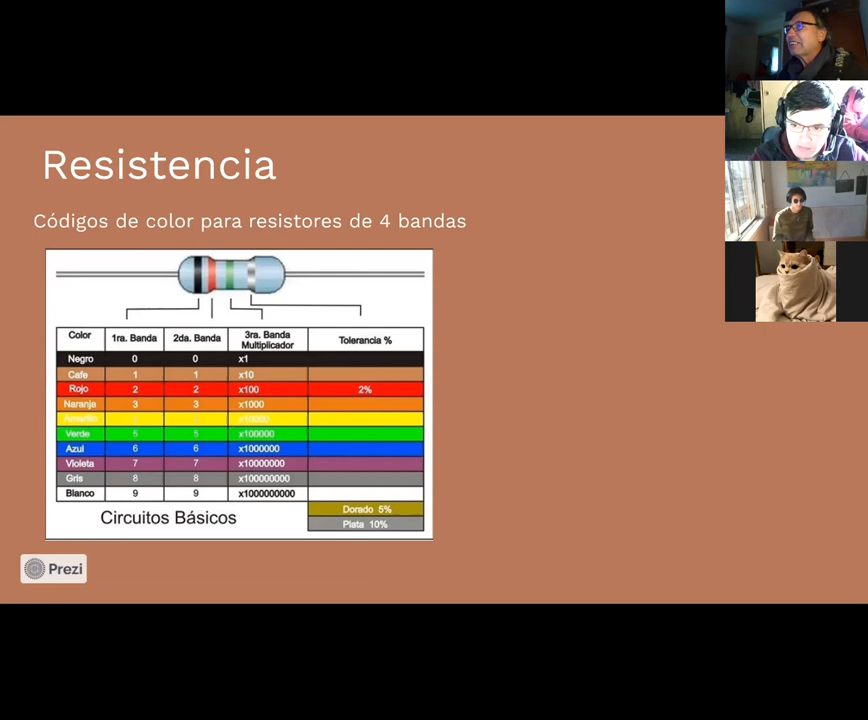 Resistencia
Códigos de color para resistores de 4 bandas
Color 1ra. Banda 2da. Banda 3ra. Banda Multiplicador Tolerancia %
Negro 0 0 x1
Cafe 1 1 x10
Rojo 2 2 x100 2%
Naranja 3 3 x1000
Amarillo x10000
Verde 5 5 x100000
Azul 6 6 x1000000
Violeta 7 7 x10000000
Gris 8 8 x100000000
Blanco 9 9 x1000000000
Dorado 5%
Plata 10%
Circuitos Básicos
Prezi